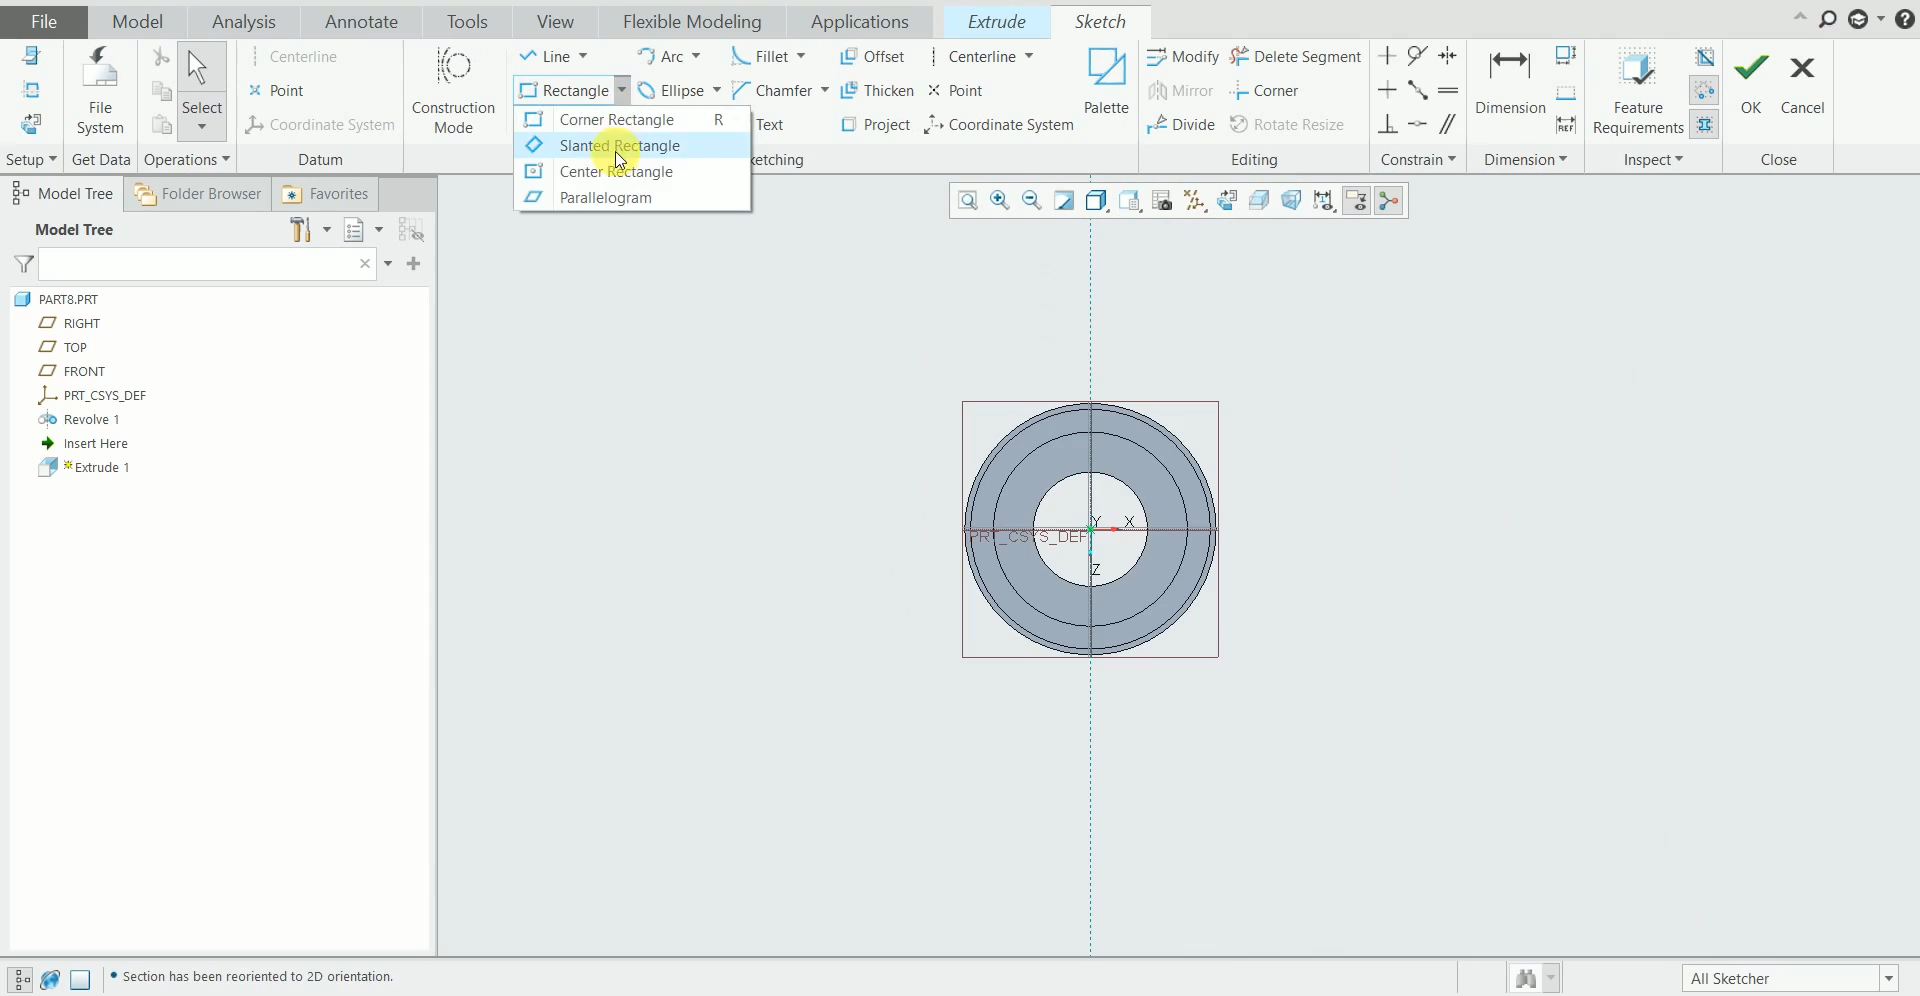 File Model Analysis Annotate Tools View Flexible Modeling Applications Extrude Sketch
Centerline Line Arc Fillet Offset Centerline Modify Delete Segment
Point Rectangle Ellipse Chamfer Thicken Point Mirror Corner
File System Select Construction Mode Palette Dimension Feature Requirements OK Cancel
Coordinate System Corner Rectangle R Text Project Coordinate System Divide Rotate Resize
Slanted Rectangle
Setup Get Data Operations Datum ketching Editing Constrain Dimension Inspect Close
REF
Center Rectangle
Parallelogram
Model Tree Folder Browser Favorites
Model Tree
PART8.PRT
RIGHT
TOP
FRONT
PRT_CSYS_DEF
Revolve 1
Insert Here
Extrude 1
Y X
PRT_CSYS_DEF
Z
Section has been reoriented to 2D orientation.
All Sketcher